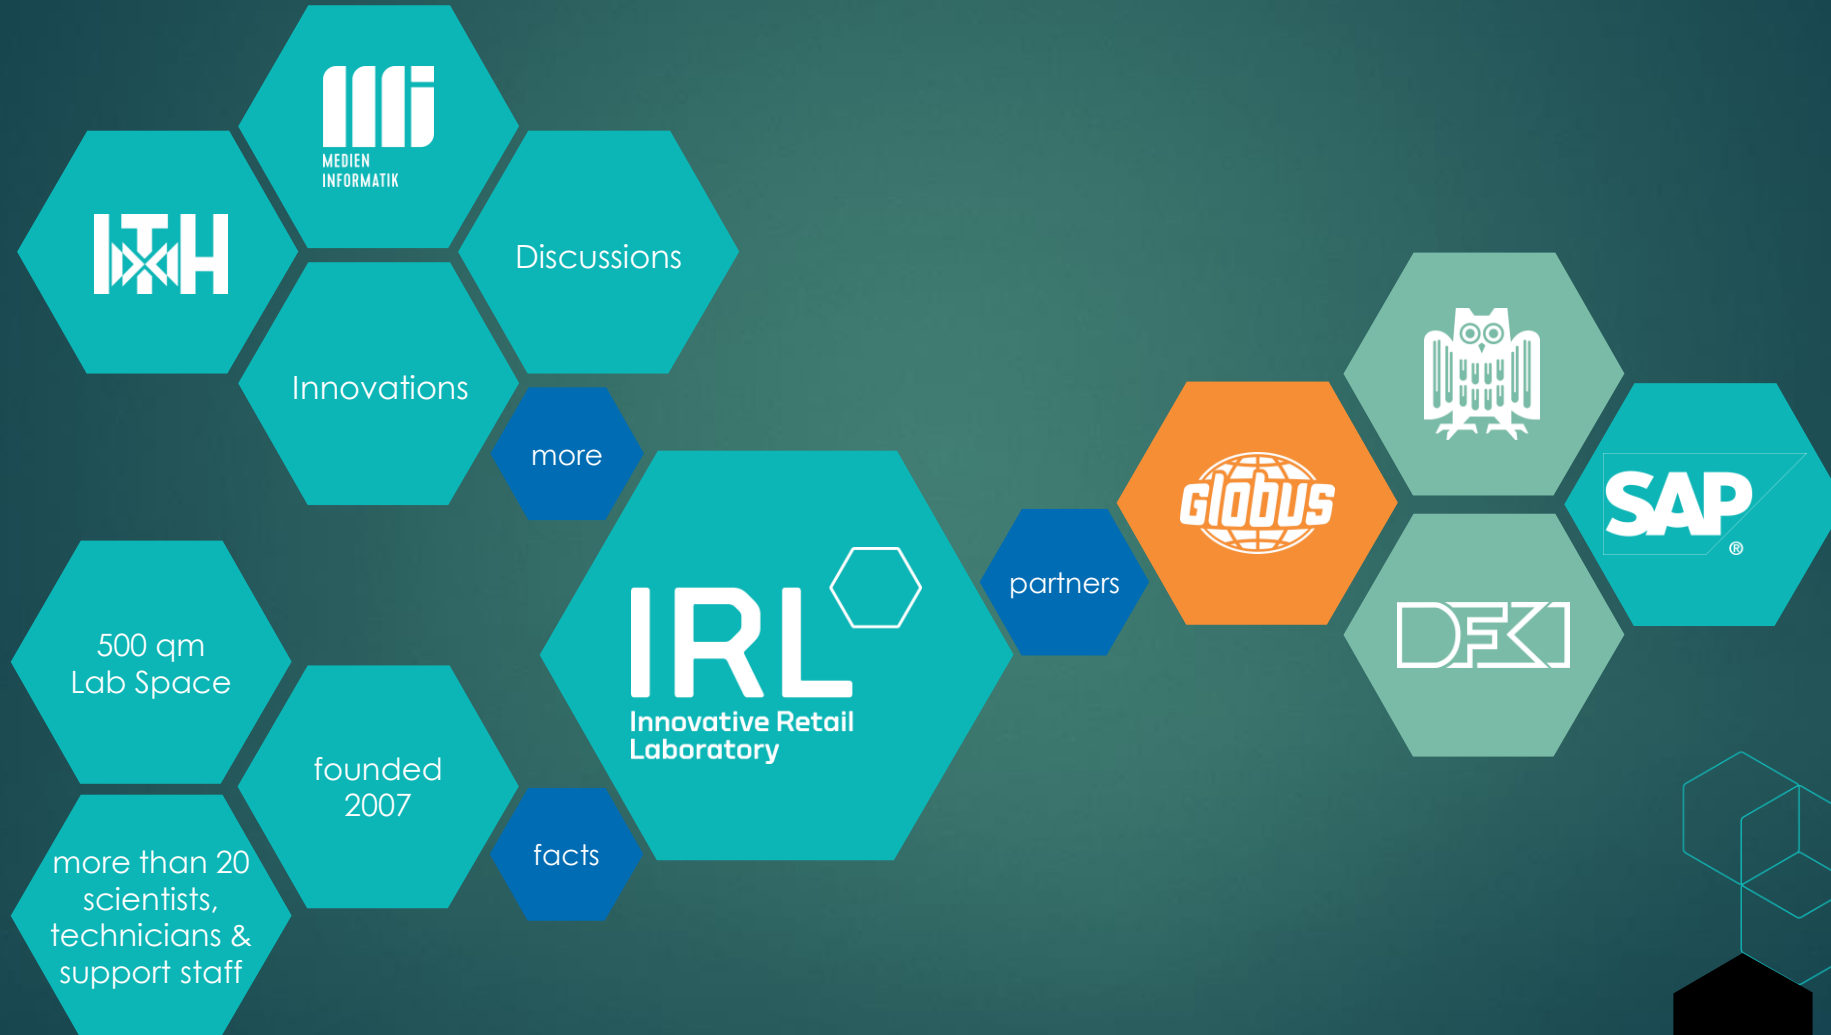 MEDIEN
INFORMATIK
ITH
Discussions
Innovations
more
500 qm
Lab Space
founded
2007
more than 20
scientists,
technicians &
support staff
facts
IRL
Innovative Retail
Laboratory
partners
Globus
SAP
®
DFKI